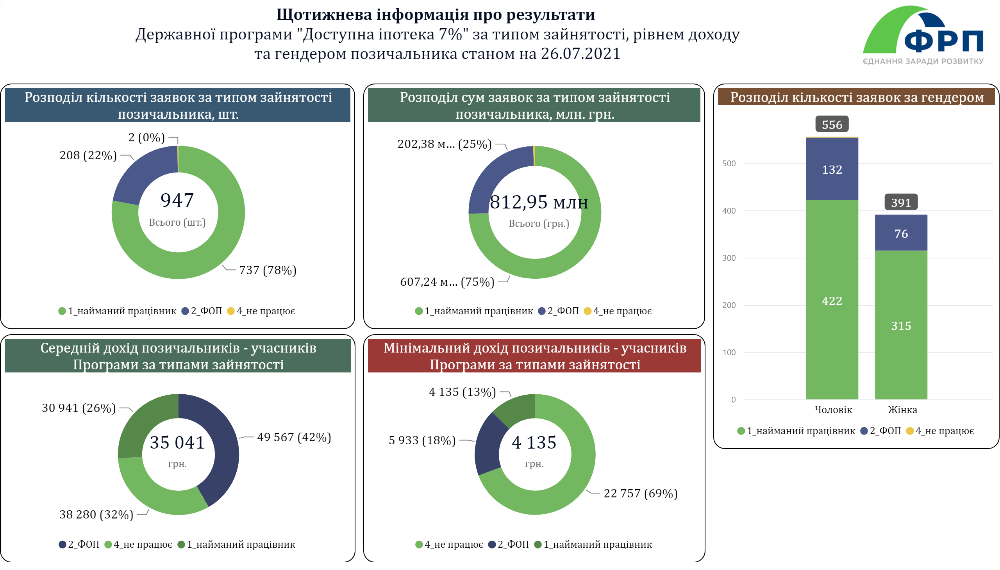 Щотижнева інформація про результати
Державної програми "Доступна іпотека 7%" за типом зайнятості, рівнем доходу
та гендером позичальника станом на 26.07.2021
ФРП
ЄДНАННЯ ЗАРАДИ РОЗВИТКУ
Розподіл кількості заявок за типом зайнятості
позичальника, шт.
2 (0%)
208 (22%)
947
Всього (шт.)
737 (78%)
1_найманий працівник 2_ФОП 4_не працює
Розподіл сум заявок за типом зайнятості
позичальника, млн. грн.
202,38 м... (25%)
812,95 млн
Всього (грн.)
607,24 м... (75%)
1_найманий працівник 2_ФОП 4_не працює
Розподіл кількості заявок за гендером
556
500
132
391
400
76
300
422
200
315
100
0
Чоловік Жінка
1_найманий працівник 2_ФОП 4_не працює
Середній дохід позичальників - учасників
Програми за типами зайнятості
30 941 (26%)
49 567 (42%)
35 041
грн.
38 280 (32%)
2_ФОП 4_не працює 1_найманий працівник
Мінімальний дохід позичальників - учасників
Програми за типами зайнятості
4 135 (13%)
5 933 (18%)
4 135
грн.
22 757 (69%)
4_не працює 2_ФОП 1_найманий працівник